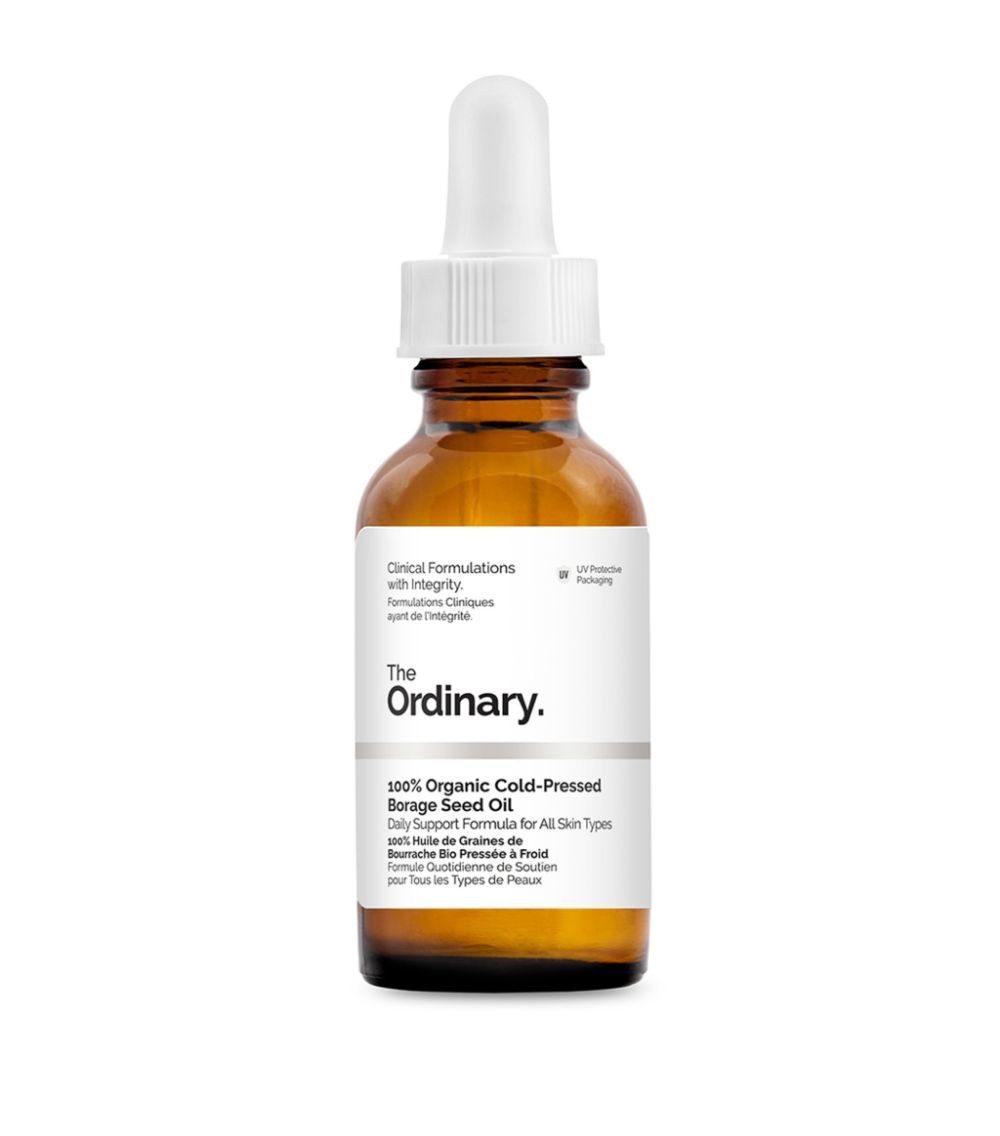 Clinical Formulations
with Integrity.
Formulations Cliniques
ayant de l'Intégrité.
UV
UV Protective
Packaging
The
Ordinary.
100% Organic Cold-Pressed
Borage Seed Oil
Daily Support Formula for All Skin Types
100% Huile de Graines de
Bourrache Bio Pressée à Froid
Formule Quotidienne de Soutien
pour Tous les Types de Peaux